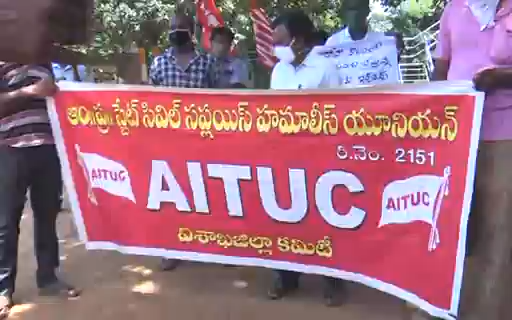 ఆంధ్రప్రదేశ్ స్టేట్ సివిల్ సప్లయిస్ హమాలీస్ యూనియన్
రి.నెం. 2151
AITUC
AITUC
AITUC
విశాఖజిల్లా కమిటీ